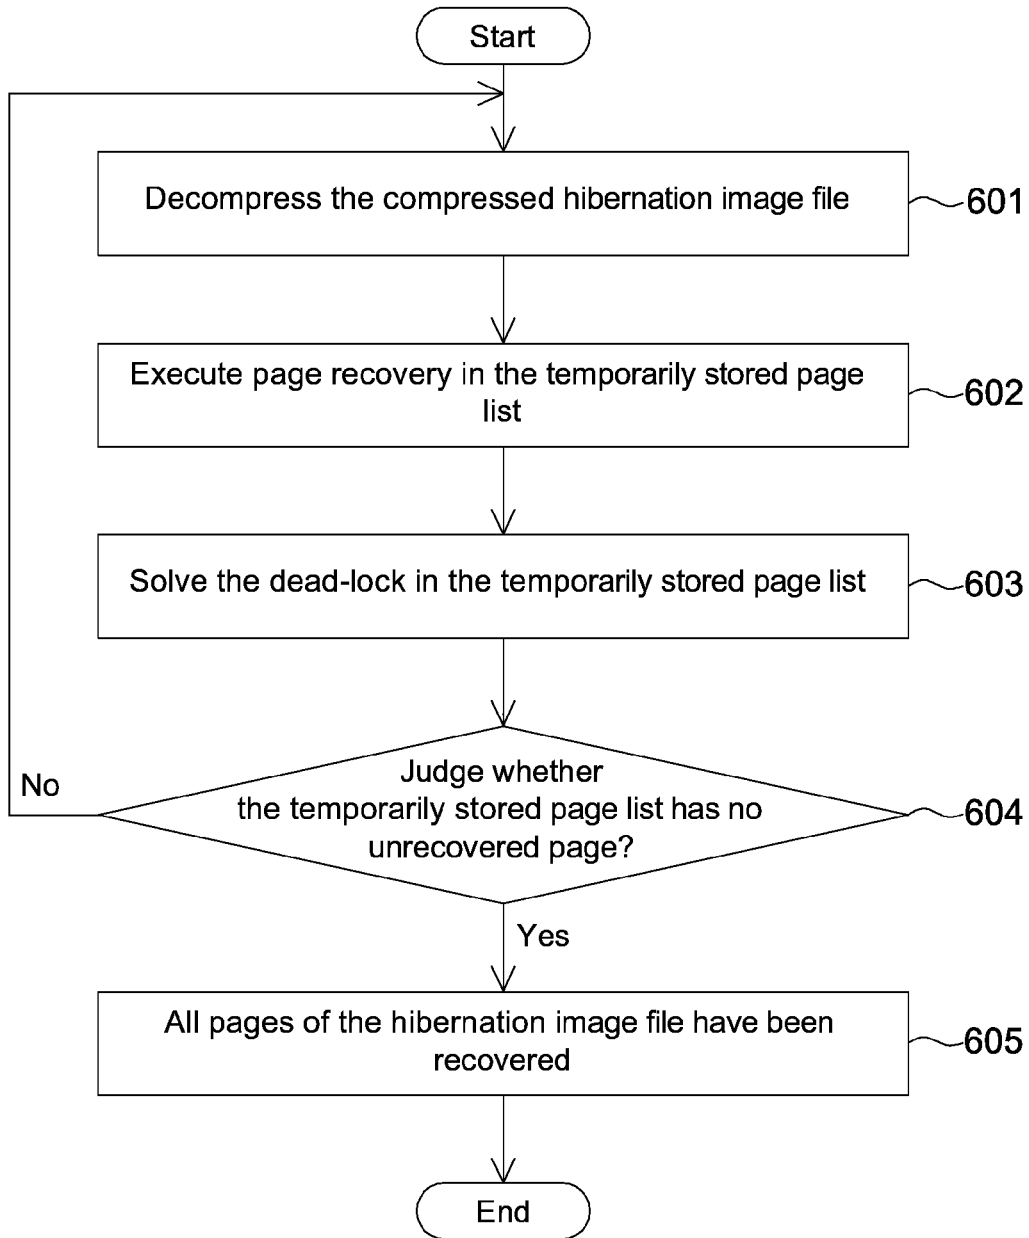 Start
Decompress the compressed hibernation image file
601
Execute page recovery in the temporarily stored page
list
602
Solve the dead-lock in the temporarily stored page list
603
Judge whether
the temporarily stored page list has no
unrecovered page?
604
No
Yes
All pages of the hibernation image file have been
recovered
605
End